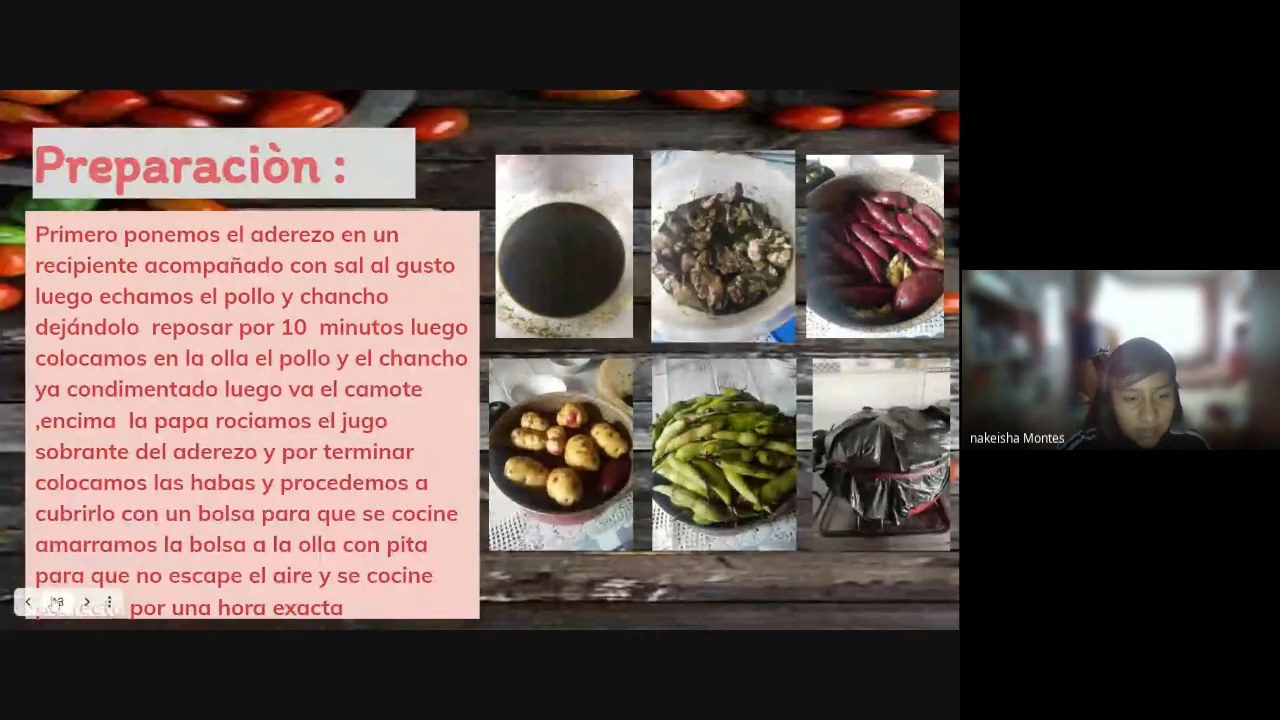 Preparaciòn :
Primero ponemos el aderezo en un
recipiente acompañado con sal al gusto
luego echamos el pollo y chancho
dejándolo reposar por 10 minutos luego
colocamos en la olla el pollo y el chancho
ya condimentado luego va el camote
,encima la papa rociamos el jugo
sobrante del aderezo y por terminar
colocamos las habas y procedemos a
cubrirlo con un bolsa para que se cocine
amarramos la bolsa a la olla con pita
para que no escape el aire y se cocine
por una hora exacta
nakeisha Montes